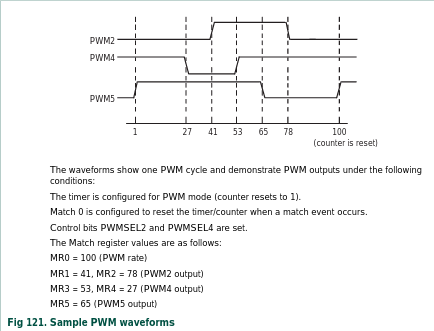 PWM2
PWM4
PWM5
1 27 41 53 65 78 100
(counter is reset)
The waveforms show one PWM cycle and demonstrate PWM outputs under the following
conditions:
The timer is configured for PWM mode (counter resets to 1).
Match 0 is configured to reset the timer/counter when a match event occurs.
Control bits PWMSEL2 and PWMSEL4 are set.
The Match register values are as follows:
MR0 = 100 (PWM rate)
MR1 = 41, MR2 = 78 (PWM2 output)
MR3 = 53, MR4 = 27 (PWM4 output)
MR5 = 65 (PWM5 output)
Fig 121. Sample PWM waveforms